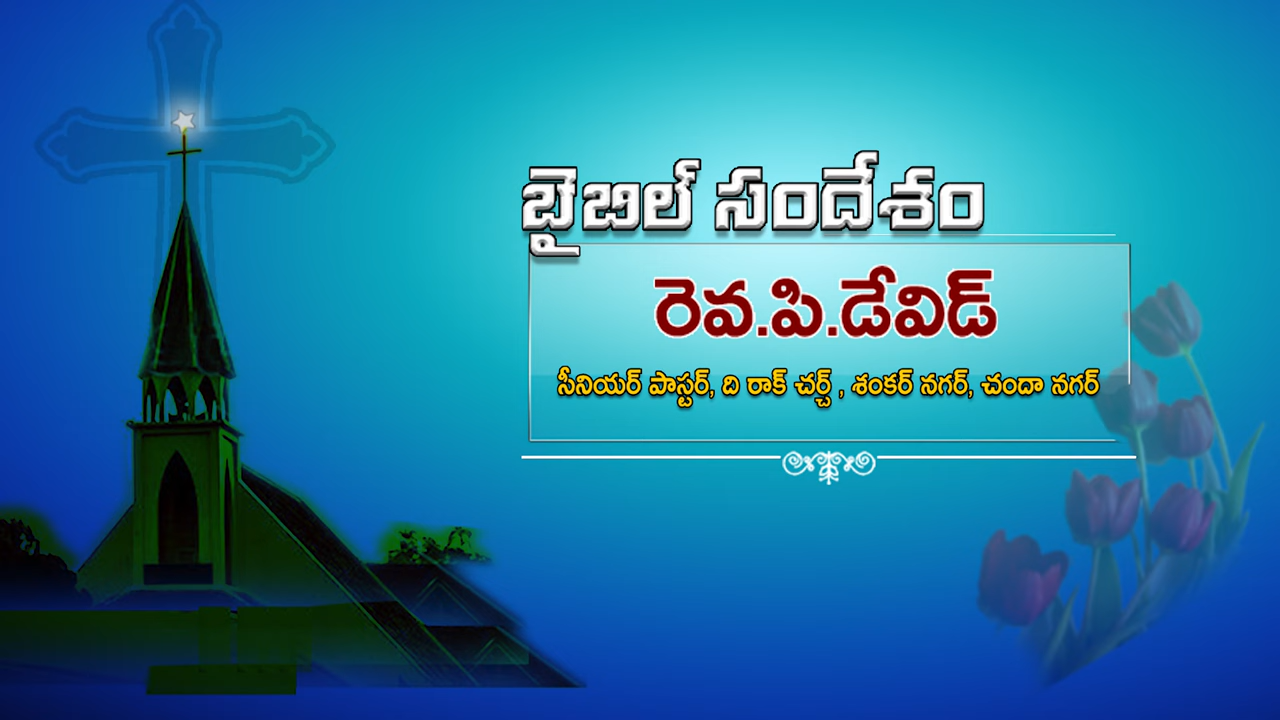 బైబిల్ సందేశం
రెవ.పి.డేవిడ్
సీనియర్ పాస్టర్, ది రాక్ చర్చ్ , శంకర్ నగర్, చందా నగర్